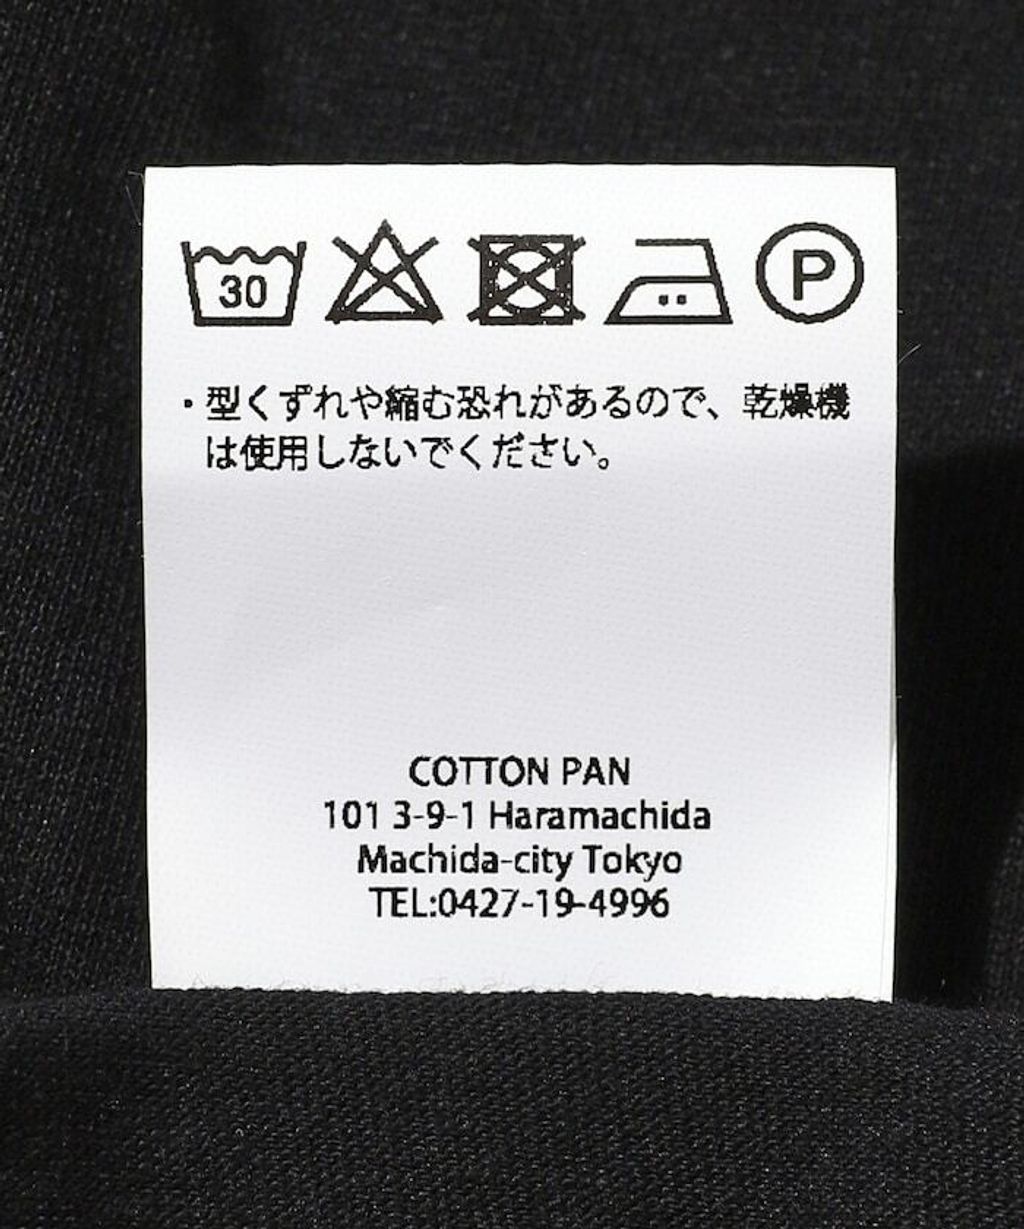 30
P
・型くずれや縮む恐れがあるので、乾燥機
は使用しないでください。
COTTON PAN
101 3-9-1 Haramachida
Machida-city Tokyo
TEL:0427-19-4996